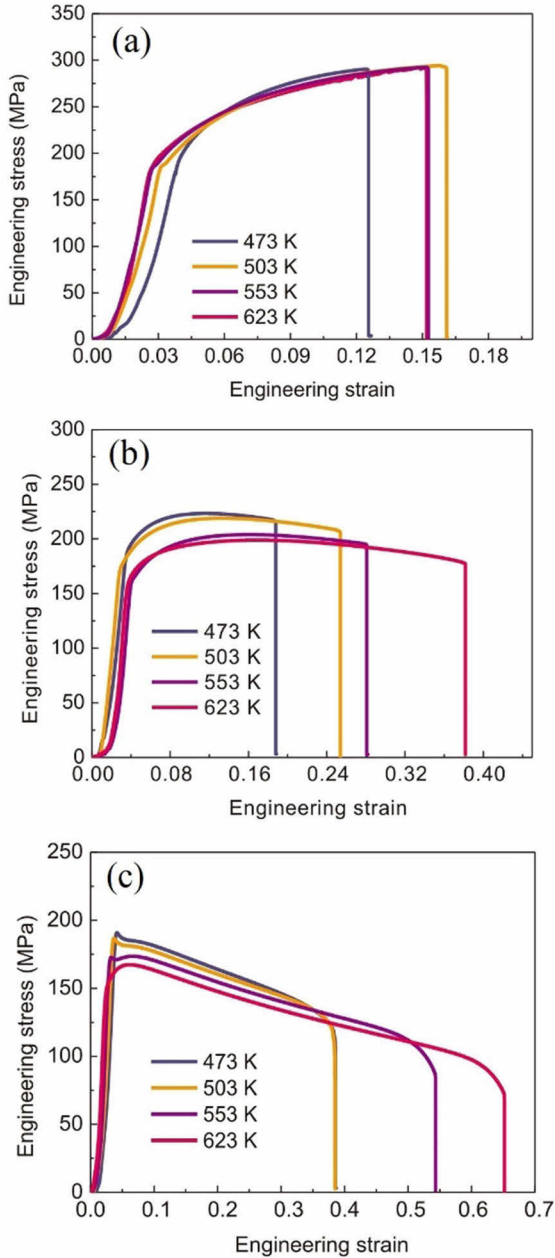 (a)
Engineering stress (MPa)
350
300
250
200
150
100
50
0
473 K
503 K
553 K
623 K
0.00 0.03 0.06 0.09 0.12 0.15 0.18
Engineering strain
(b)
Engineering stress (MPa)
300
250
200
150
100
50
0
473 K
503 K
553 K
623 K
0.00 0.08 0.16 0.24 0.32 0.40
Engineering strain
(c)
Engineering stress (MPa)
250
200
150
100
50
0
473 K
503 K
553 K
623 K
0.0 0.1 0.2 0.3 0.4 0.5 0.6 0.7
Engineering strain